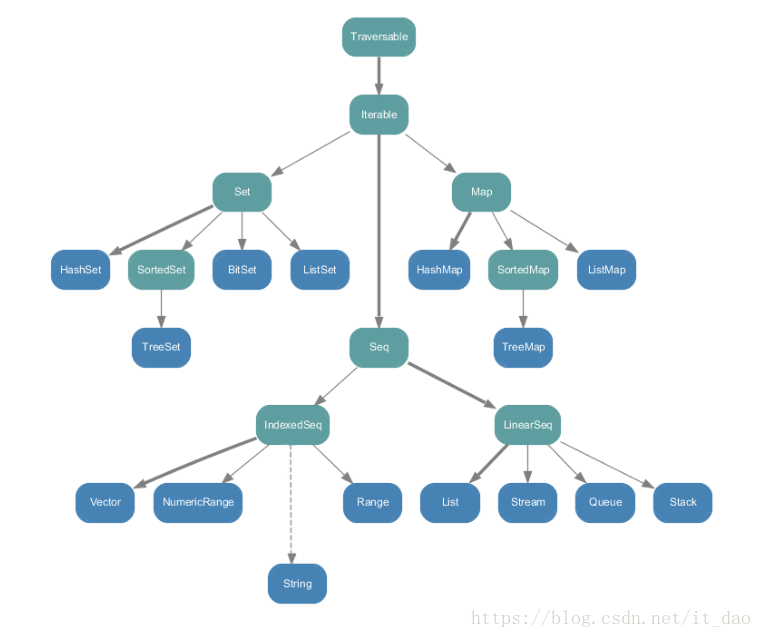 Traversable
Iterable
Set
Map
HashSet
SortedSet
BitSet
ListSet
HashMap
SortedMap
ListMap
TreeSet
TreeMap
Seq
IndexedSeq
LinearSeq
Vector
NumericRange
Range
List
Stream
Queue
Stack
String
https://blog.csdn.net/it_dao